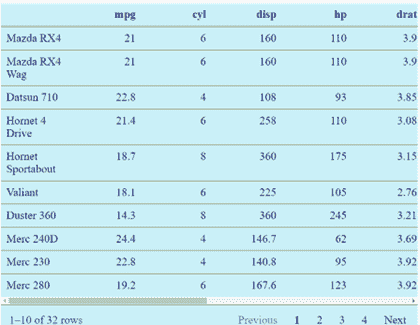 mpg cyl disp hp drat
Mazda RX4 21 6 160 110 3.9
Mazda RX4 21 6 160 110 3.9
Wag
Datsun 710 22.8 4 108 93 3.85
Hornet 4 21.4 6 258 110 3.08
Drive
Hornet 18.7 8 360 175 3.15
Sportabout
Valiant 18.1 6 225 105 2.76
Duster 360 14.3 8 360 245 3.21
Merc 240D 24.4 4 146.7 62 3.69
Merc 230 22.8 4 140.8 95 3.92
Merc 280 19.2 6 167.6 123 3.92
1–10 of 32 rows Previous 1 2 3 4 Next